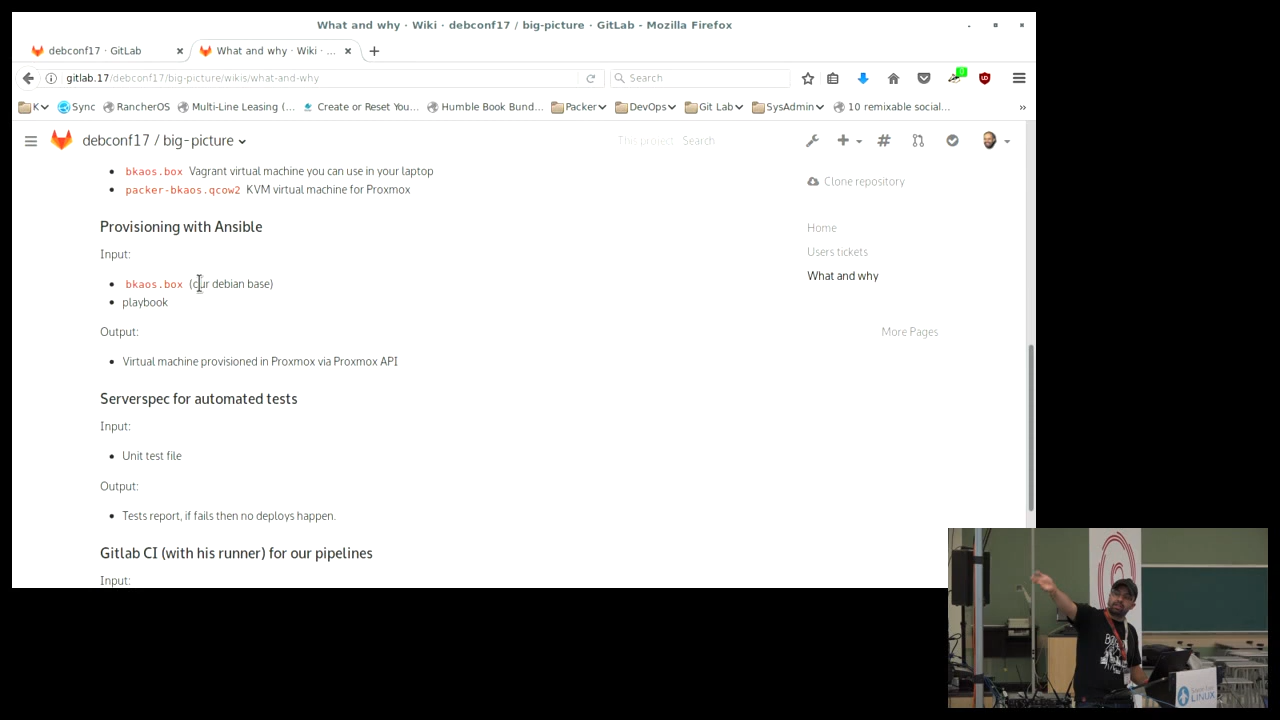 What and why · Wiki · debconf17 / big-picture · GitLab - Mozilla Firefox
debconf17 · GitLab
What and why · Wiki · ...
gitlab.17/debconf17/big-picture/wikis/what-and-why
Search
K
Sync
RancherOS
Multi-Line Leasing (...
Create or Reset You...
Humble Book Bund...
Packer
DevOps
Git Lab
SysAdmin
10 remixable social...
debconf17 / big-picture
This project Search
bkaos.box Vagrant virtual machine you can use in your laptop
packer-bkaos.qcow2 KVM virtual machine for Proxmox
Provisioning with Ansible
Input:
bkaos.box (our debian base)
playbook
Output:
Virtual machine provisioned in Proxmox via Proxmox API
Serverspec for automated tests
Input:
Unit test file
Output:
Tests report, if fails then no deploys happen.
Gitlab CI (with his runner) for our pipelines
Input:
Clone repository
Home
Users tickets
What and why
More Pages
LINUX